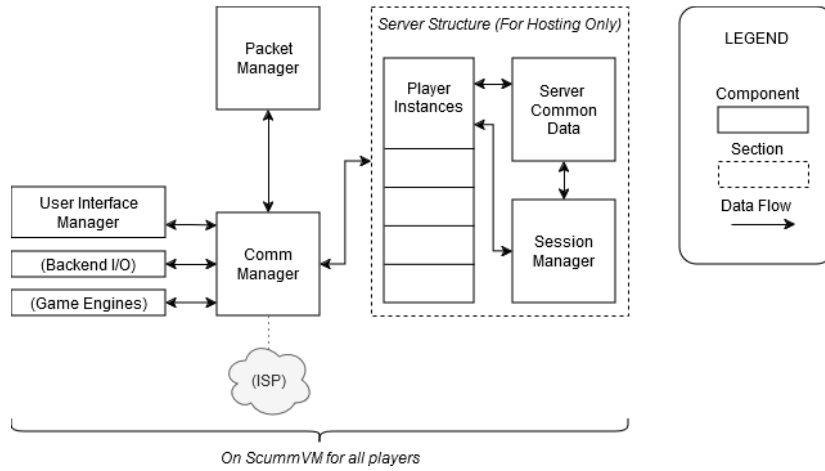 Packet
Manager
User Interface
Manager
(Backend I/O)
(Game Engines)
Comm
Manager
(ISP)
Server Structure (For Hosting Only)
Player
Instances
Server
Common
Data
Session
Manager
On ScummVM for all players
LEGEND
Component
Section
Data Flow